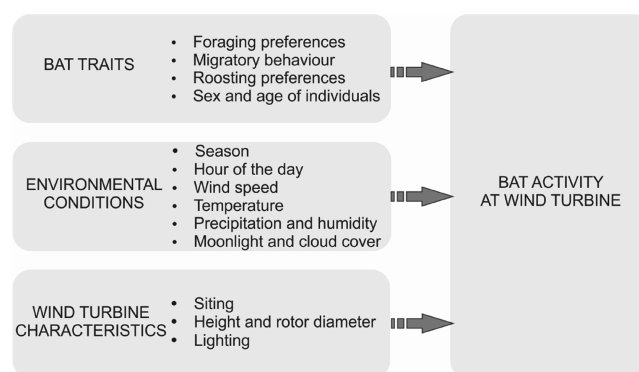 BAT TRAITS
• Foraging preferences
• Migratory behaviour
• Roosting preferences
• Sex and age of individuals
ENVIRONMENTAL
CONDITIONS
• Season
• Hour of the day
• Wind speed
• Temperature
• Precipitation and humidity
• Moonlight and cloud cover
WIND TURBINE
CHARACTERISTICS
• Siting
• Height and rotor diameter
• Lighting
BAT ACTIVITY
AT WIND TURBINE